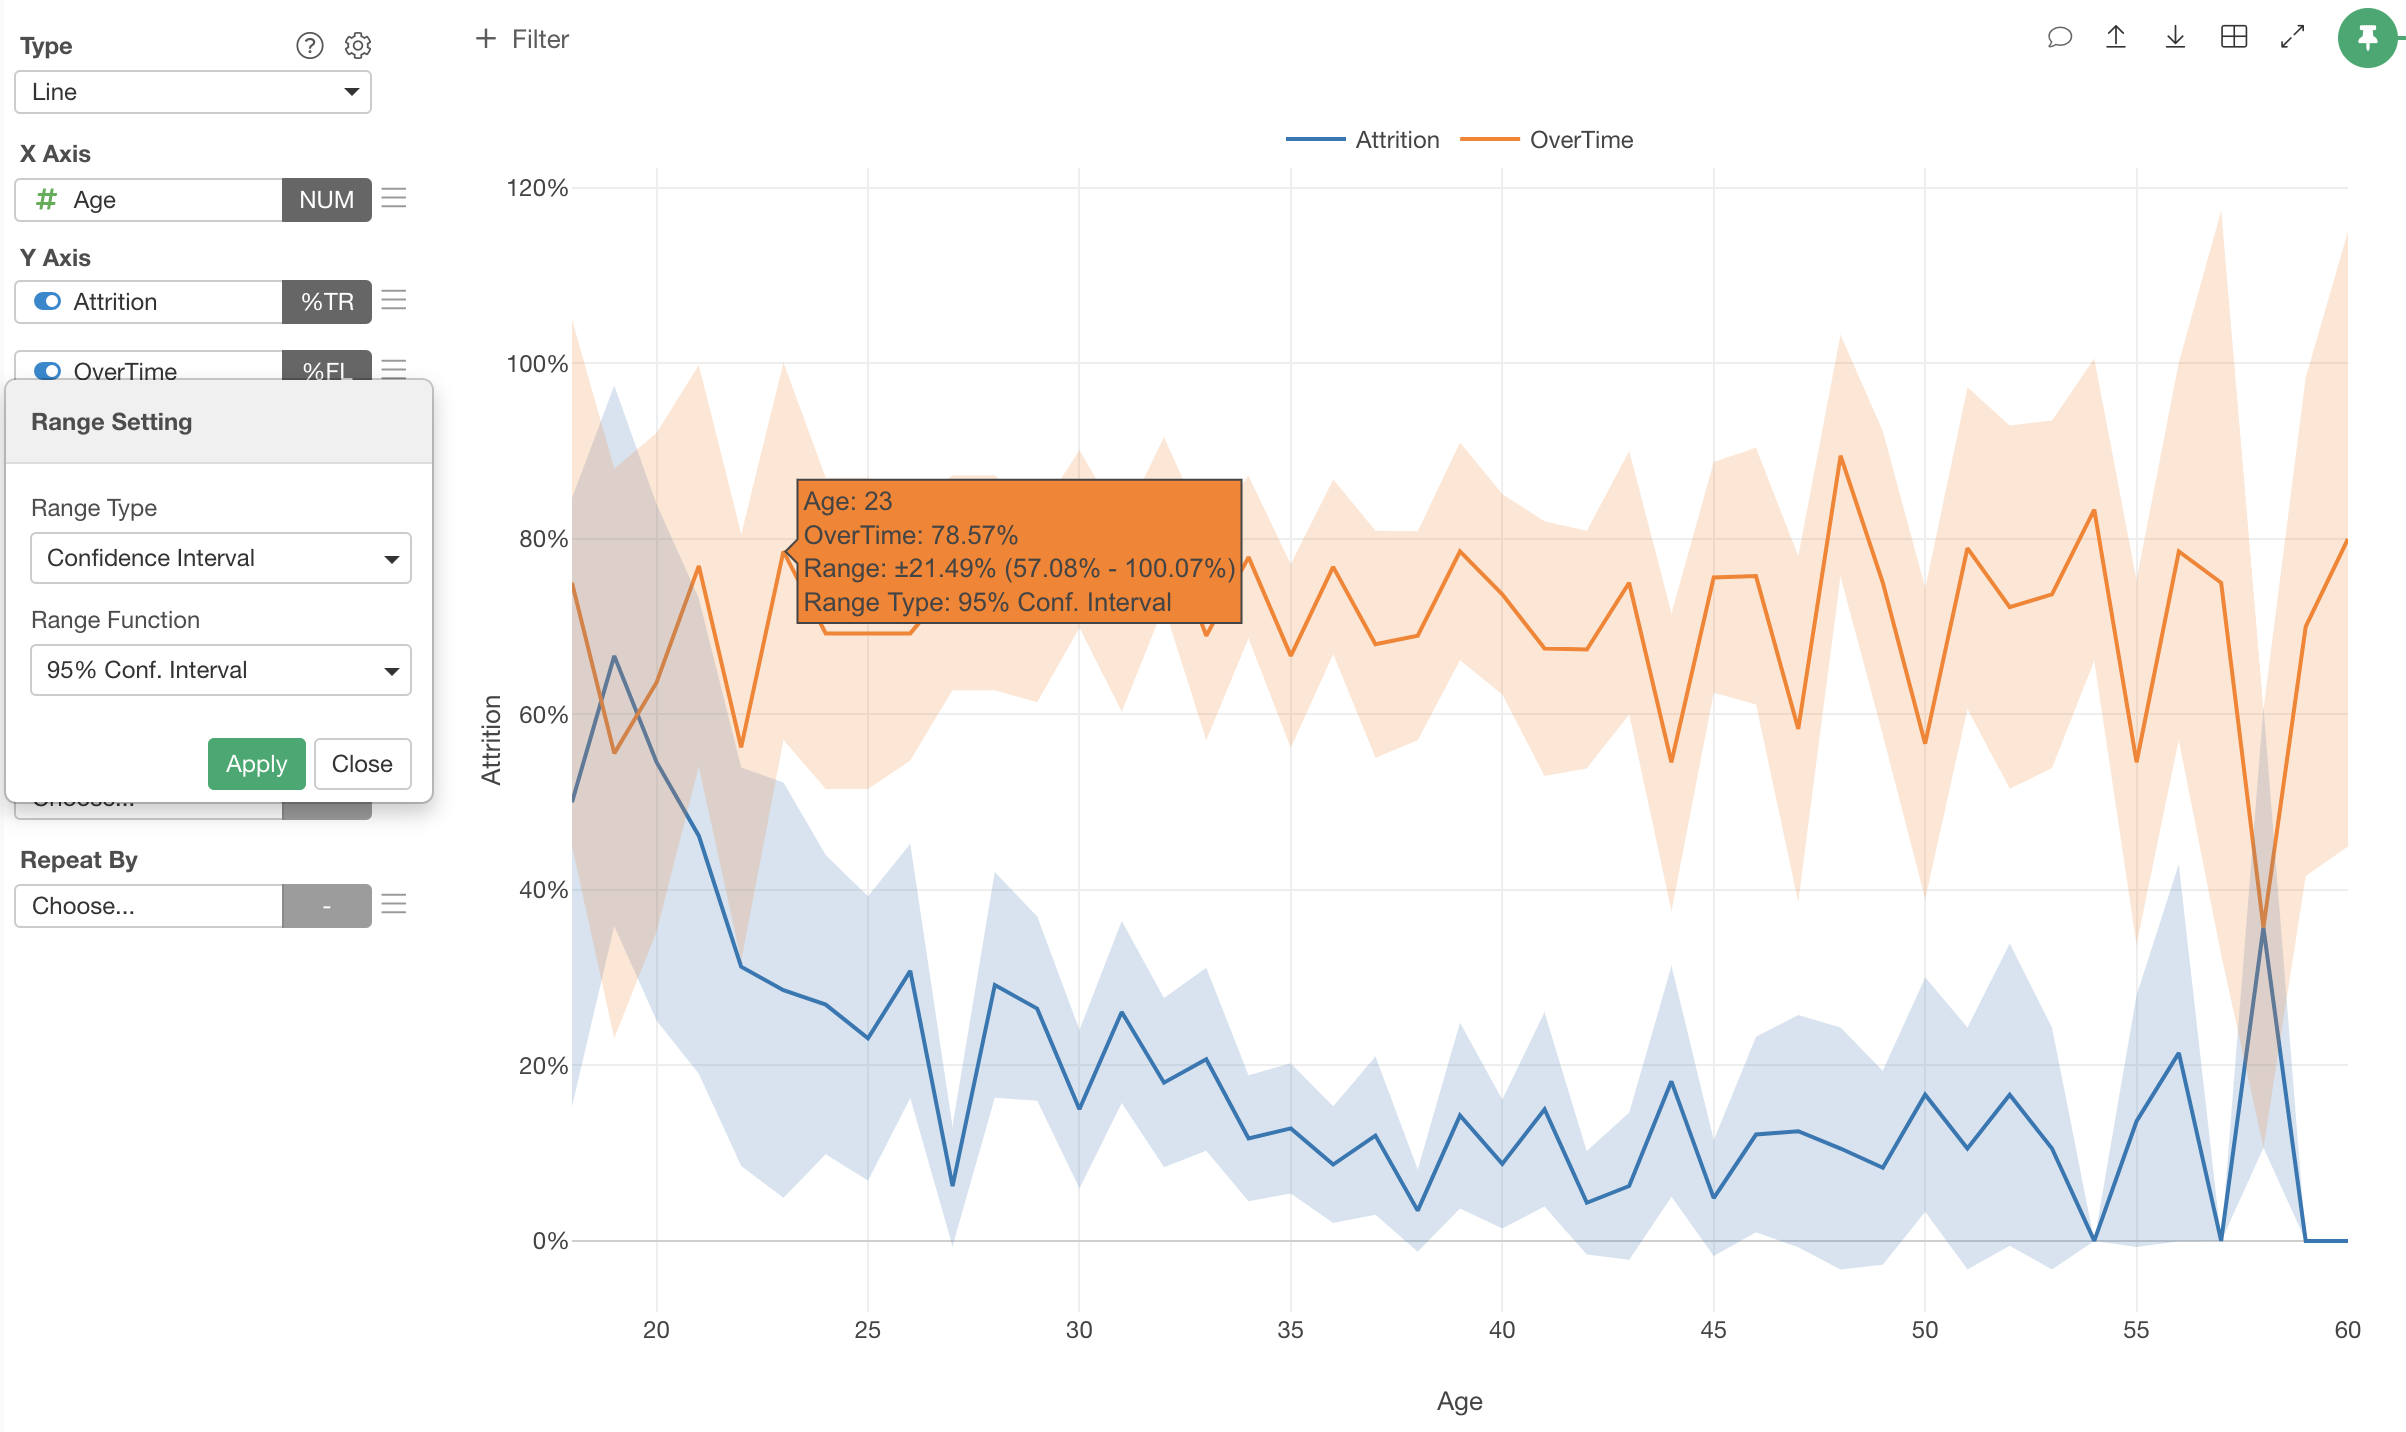 Type
Line
X Axis
# Age NUM
Y Axis
Attrition %TR
OverTime %FL
Range Setting
Range Type
Confidence Interval
Range Function
95% Conf. Interval
Apply Close
Choose...
Repeat By
Choose... -
+ Filter
Attrition OverTime
120%
100%
80%
60%
40%
20%
0%
Attrition
Age: 23
OverTime: 78.57%
Range: ±21.49% (57.08% - 100.07%)
Range Type: 95% Conf. Interval
20 25 30 35 40 45 50 55 60
Age